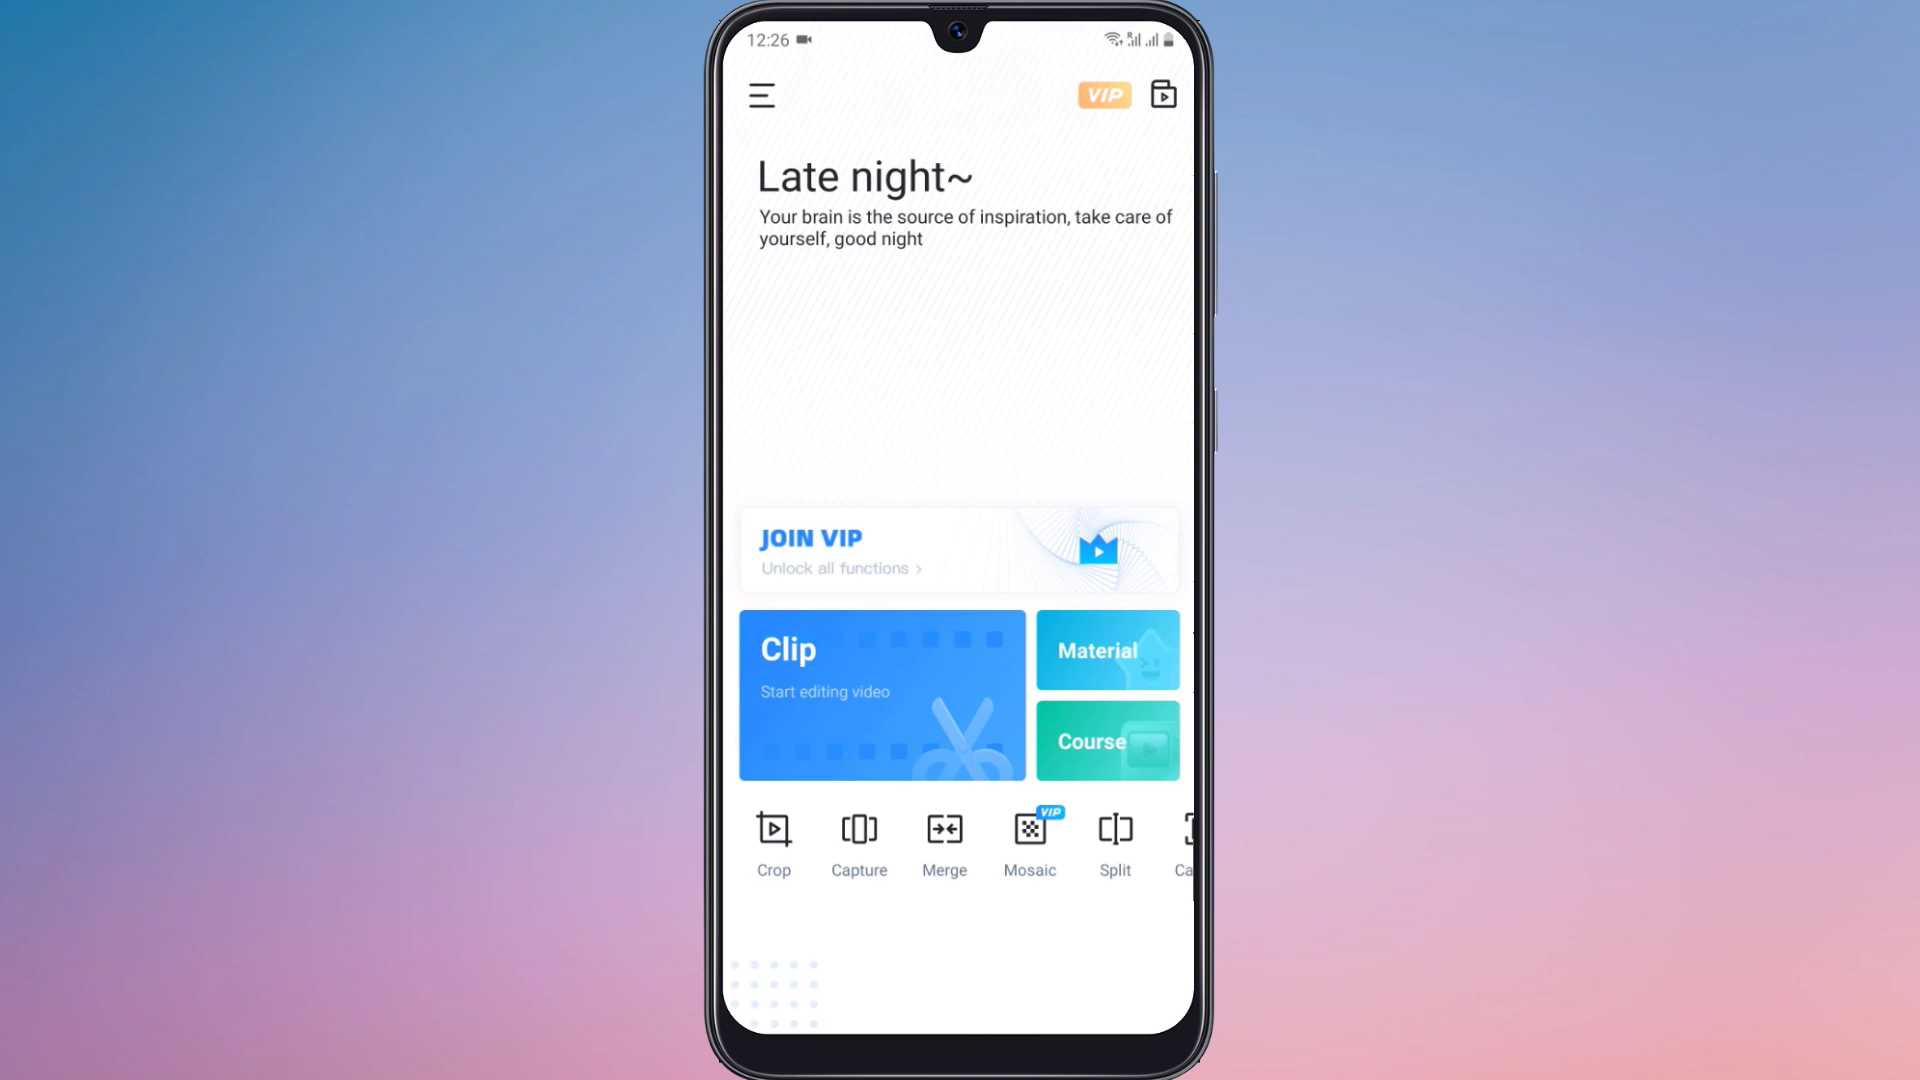 12:26
VIP
Late night~
Your brain is the source of inspiration, take care of
yourself, good night
JOIN VIP
Unlock all functions >
Clip
Start editing video
Material
Course
VIP
Crop
Capture
Merge
Mosaic
Split
Ca